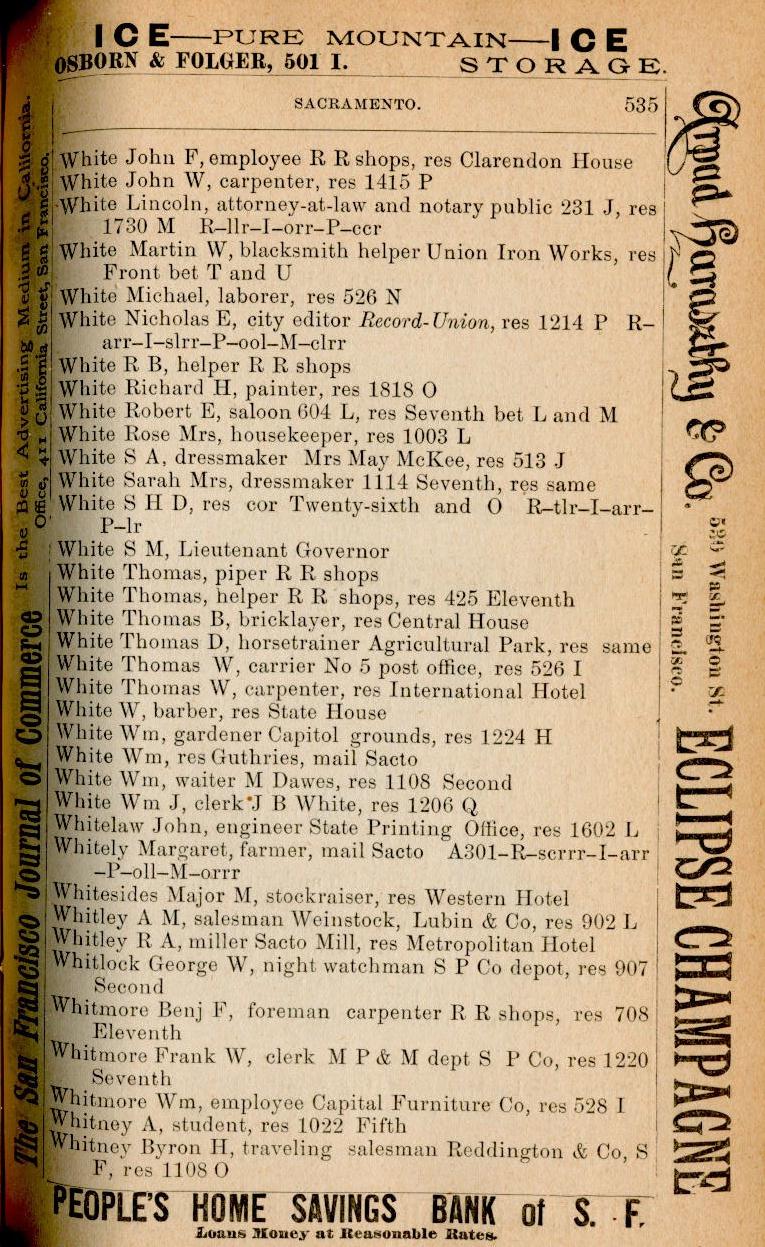 ICE—PURE MOUNTAIN—ICE
OSBORN & FOLGER, 501 I. STORAGE.
SACRAMENTO. 535
White John F, employee R R shops, res Clarendon House
White John W, carpenter, res 1415 P
White Lincoln, attorney-at-law and notary public 231 J, res
1730 M R-llr-I-orr-P-ccr
White Martin W, blacksmith helper Union Iron Works, res
Front bet T and U
White Michael, laborer, res 526 N
White Nicholas E, city editor Record-Union, res 1214 P R-
arr-I-slrr-P-ool-M-clrr
White R B, helper R R shops
White Richard H, painter, res 1818 O
White Robert E, saloon 604 L, res Seventh bet L and M
White Rose Mrs, housekeeper, res 1003 L
White S A, dressmaker Mrs May McKee, res 513 J
White Sarah Mrs, dressmaker 1114 Seventh, res same
White S H D, res cor Twenty-sixth and O R-tlr-I-arr-
P-lr
White S M, Lieutenant Governor
White Thomas, piper R R shops
White Thomas, helper R R shops, res 425 Eleventh
White Thomas B, bricklayer, res Central House
White Thomas D, horsetrainer Agricultural Park, res same
White Thomas W, carrier No 5 post office, res 526 I
White Thomas W, carpenter, res International Hotel
White W, barber, res State House
White Wm, gardener Capitol grounds, res 1224 H
White Wm, res Guthries, mail Sacto
White Wm, waiter M Dawes, res 1108 Second
White Wm J, clerk J B White, res 1206 Q
Whitelaw John, engineer State Printing Office, res 1602 L
Whitely Margaret, farmer, mail Sacto A301-R-scrrr-I-arr
-P-oll-M-orrr
Whitesides Major M, stockraiser, res Western Hotel
Whitley A M, salesman Weinstock, Lubin & Co, res 902 L
Whitley R A, miller Sacto Mill, res Metropolitan Hotel
Whitlock George W, night watchman S P Co depot, res 907
Second
Whitmore Benj F, foreman carpenter R R shops, res 708
Eleventh
Whitmore Frank W, clerk M P & M dept S P Co, res 1220
Seventh
Whitmore Wm, employee Capital Furniture Co, res 528 I
Whitney A, student, res 1022 Fifth
Whitney Byron H, traveling salesman Reddington & Co, S
F, res 1108 O
PEOPLE'S HOME SAVINGS BANK of S. F.
Loans Money at Reasonable Rates.
The San Francisco Journal of Commerce Is the Best Advertising Medium in California.
Office, 411 California Street, San Francisco.
Arpad Haraszthy & Co. 530 Washington St.
San Francisco.
ECLIPSE CHAMPAGNE